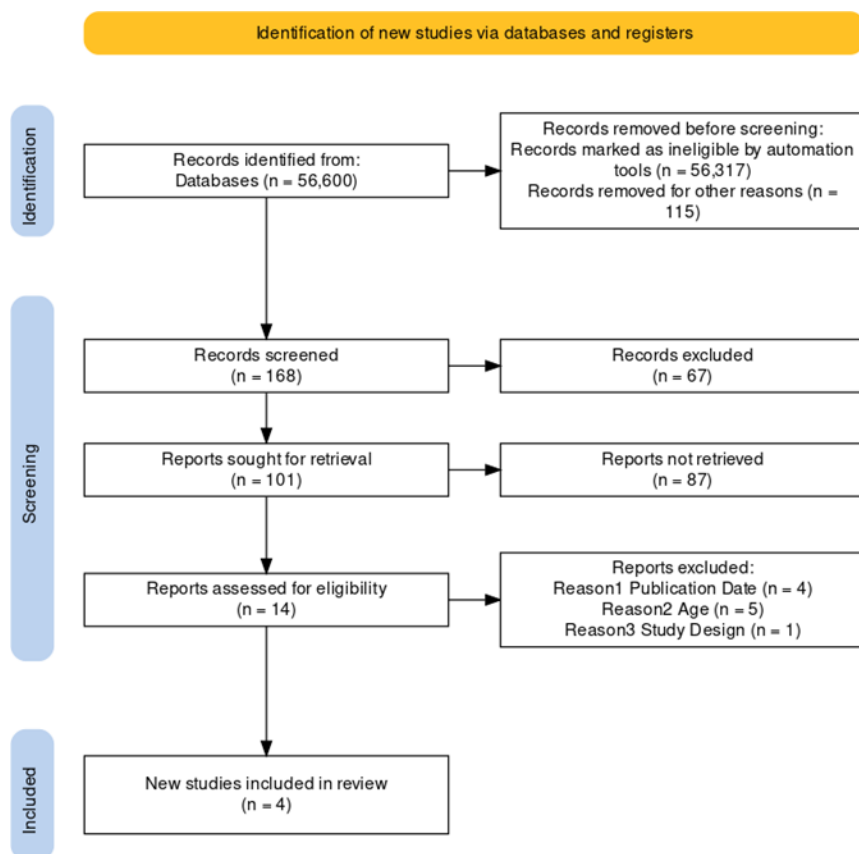 Identification of new studies via databases and registers
Identification
Records identified from:
Databases (n = 56,600)
Records removed before screening:
Records marked as ineligible by automation
tools (n = 56,317)
Records removed for other reasons (n =
115)
Screening
Records screened
(n = 168)
Records excluded
(n = 67)
Reports sought for retrieval
(n = 101)
Reports not retrieved
(n = 87)
Reports assessed for eligibility
(n = 14)
Reports excluded:
Reason1 Publication Date (n = 4)
Reason2 Age (n = 5)
Reason3 Study Design (n = 1)
Included
New studies included in review
(n = 4)